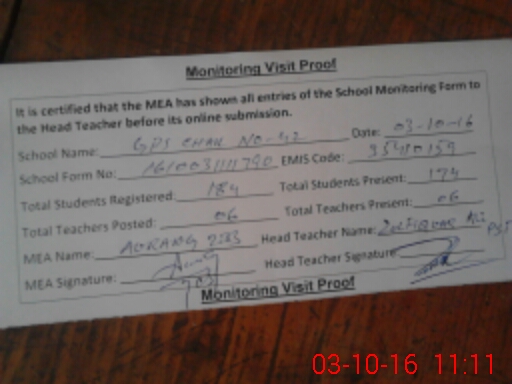 Monitoring Visit Proof
It is certified that the MEA has shown all entries of the School Monitoring Form to
the Head Teacher before its online submission.
School Name: GPS CHAK NO-42 Date: 03-10-16
School Form No: EMIS Code:
Total Students Registered: 184 Total Students Present: 174
Total Teachers Posted: 06 Total Teachers Present: 06
MEA Name: Head Teacher Name: Zulfiqar Ali PST
MEA Signature: Head Teacher Signature:
Monitoring Visit Proof
03-10-16 11:11